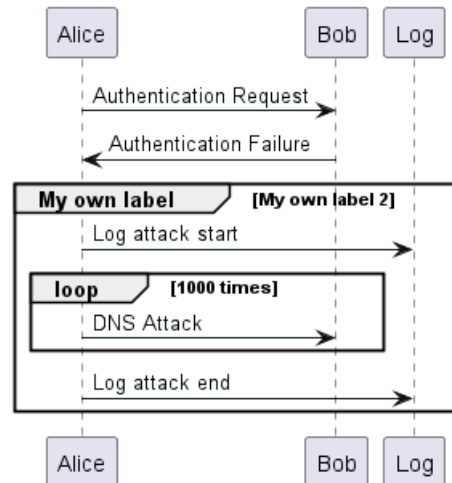 Alice Bob Log
Authentication Request
Authentication Failure
My own label [My own label 2]
Log attack start
loop [1000 times]
DNS Attack
Log attack end
Alice Bob Log